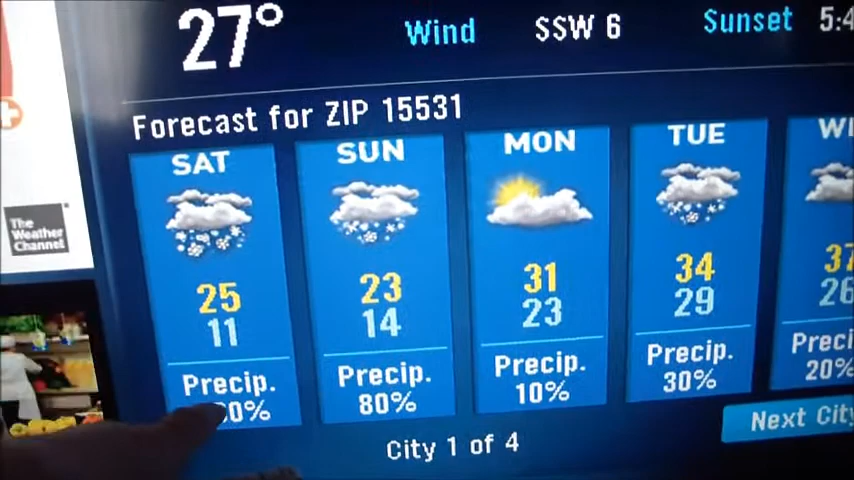 27°
Wind
SSW 6
Sunset
Forecast for ZIP 15531
SAT
SUN
MON
TUE
25
23
31
34
11
14
23
29
26
Precip.
Precip.
Precip.
Precip.
Precip.
80%
10%
30%
20%
City 1 of 4
Next City
The
Weather
Channel